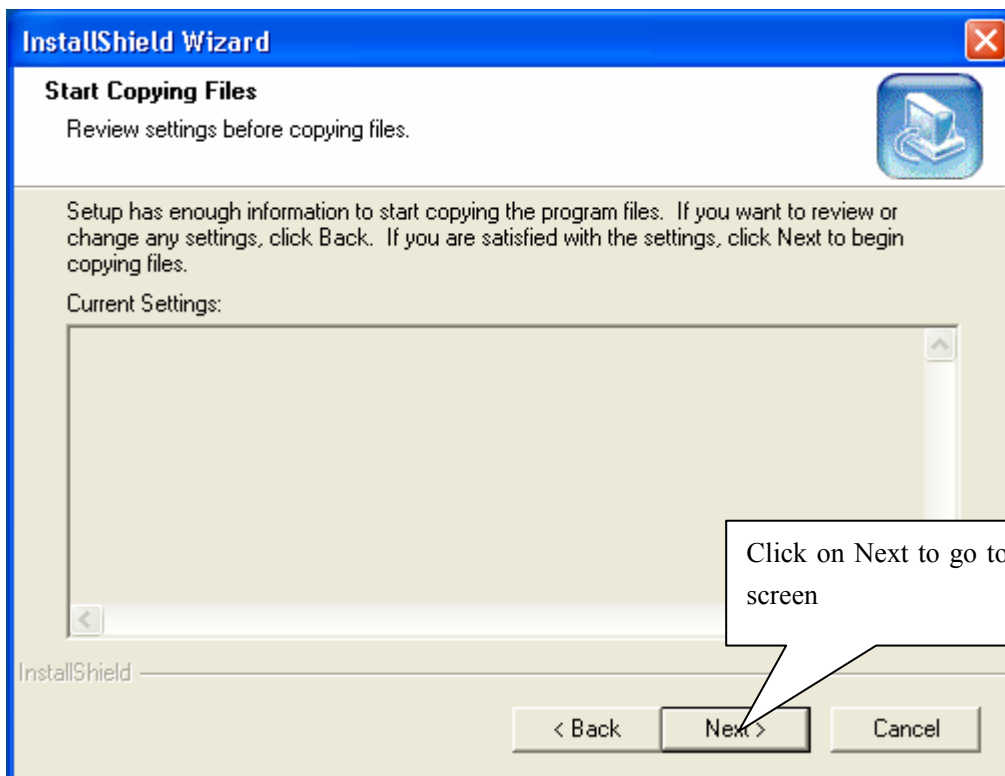 InstallShield Wizard
Start Copying Files
Review settings before copying files.
Setup has enough information to start copying the program files. If you want to review or
change any settings, click Back. If you are satisfied with the settings, click Next to begin
copying files.
Current Settings:
Click on Next to go to
screen
InstallShield
< Back
Next >
Cancel